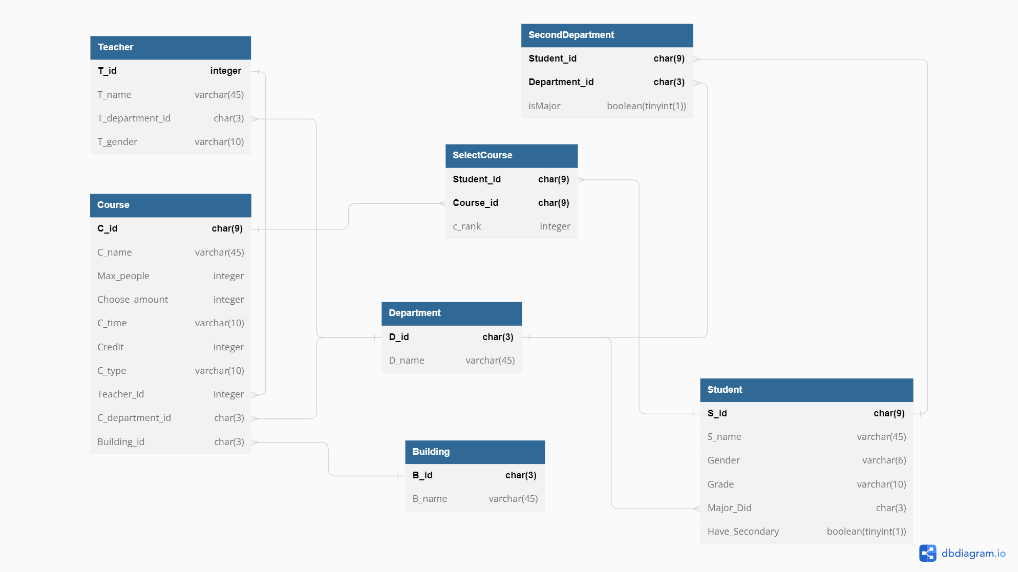 Teacher
T_id integer
T_name varchar(45)
T_department_id char(3)
T_gender varchar(10)
Course
C_id char(9)
C_name varchar(45)
Max_people integer
Choose_amount integer
C_time varchar(10)
Credit integer
C_type varchar(10)
Teacher_id integer
C_department_id char(3)
Building_id char(3)
SecondDepartment
Student_id char(9)
Department_id char(3)
isMajor boolean(tinyint(1))
SelectCourse
Student_id char(9)
Course_id char(9)
c_rank integer
Department
D_id char(3)
D_name varchar(45)
Building
B_id char(3)
B_name varchar(45)
Student
S_id char(9)
S_name varchar(45)
Gender varchar(6)
Grade varchar(10)
Major_Did char(3)
Have_Secondary boolean(tinyint(1))
dbdiagram.io